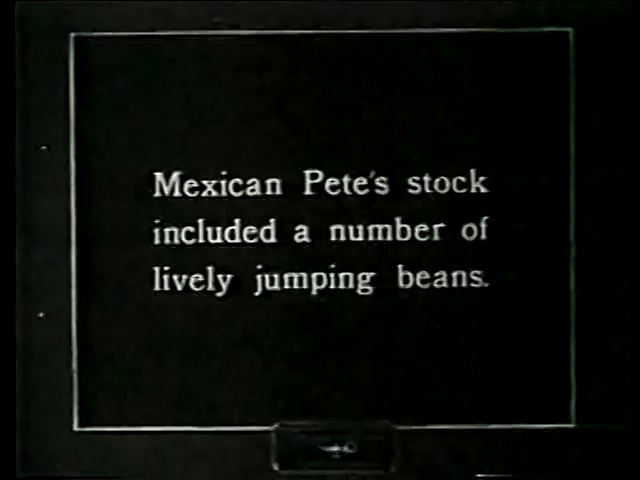 Mexican Pete's stock
included a number of
lively jumping beans.